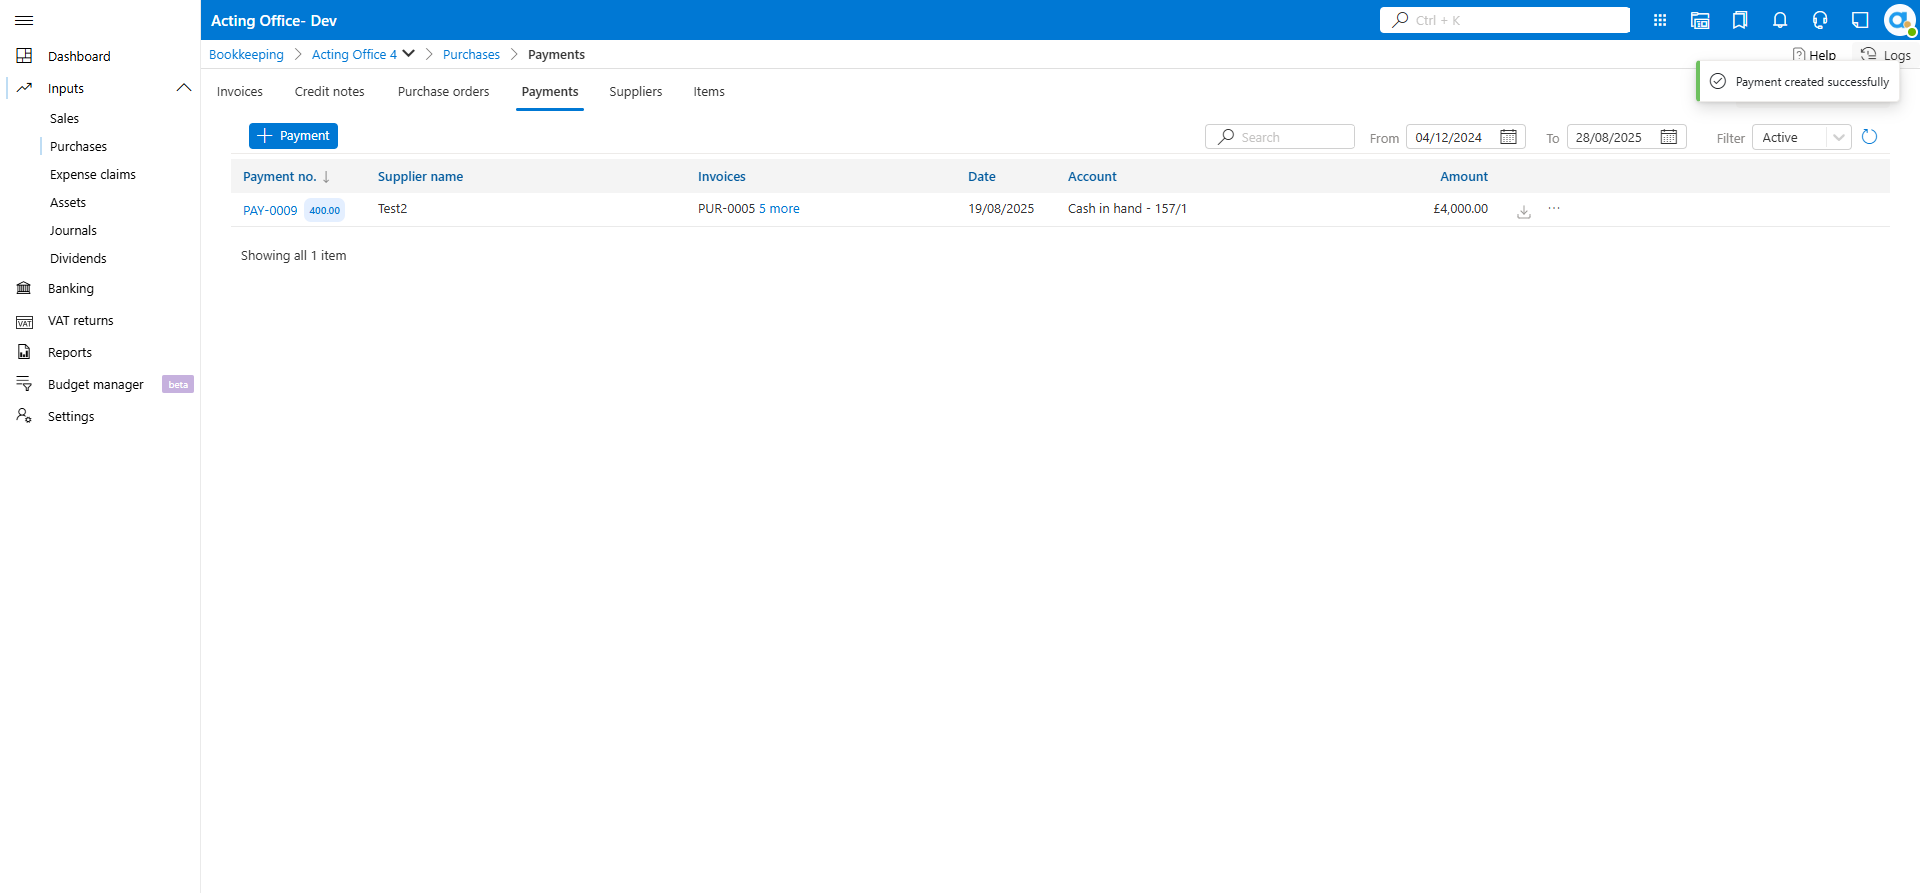 Acting Office- Dev
Ctrl + K
Dashboard
Inputs
Sales
Purchases
Expense claims
Assets
Journals
Dividends
Banking
VAT
VAT returns
Reports
Budget manager beta
Settings
Bookkeeping Acting Office 4 Purchases Payments
Help Logs
Payment created successfully
Invoices Credit notes Purchase orders Payments Suppliers Items
Payment
Search From 04/12/2024 To 28/08/2025 Filter Active
Payment no. ↓ Supplier name Invoices Date Account Amount
PAY-0009 400.00 Test2 PUR-0005 5 more 19/08/2025 Cash in hand - 157/1 £4,000.00 ...
Showing all 1 item